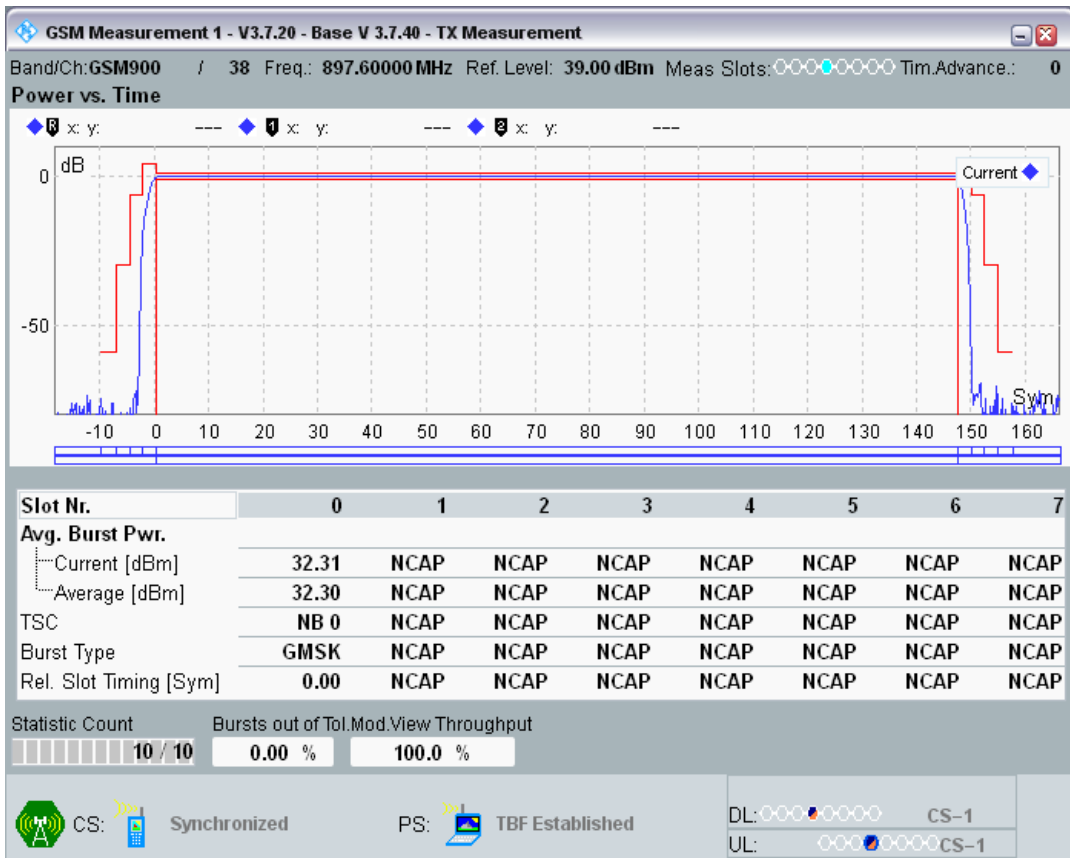 GSM Measurement 1 - V3.7.20 - Base V 3.7.40 - TX Measurement
Band/Ch:GSM900 / 38 Freq.: 897.60000 MHz Ref. Level: 39.00 dBm Meas Slots: Tim.Advance.: 0
Power vs. Time
R x: y: --- 1 x: y: --- 2 x: y: ---
dB
Current
0
-50
Sym
-10 0 10 20 30 40 50 60 70 80 90 100 110 120 130 140 150 160
Slot Nr. 0 1 2 3 4 5 6 7
Avg. Burst Pwr.
Current [dBm] 32.31 NCAP NCAP NCAP NCAP NCAP NCAP NCAP
Average [dBm] 32.30 NCAP NCAP NCAP NCAP NCAP NCAP NCAP
TSC NB 0 NCAP NCAP NCAP NCAP NCAP NCAP NCAP
Burst Type GMSK NCAP NCAP NCAP NCAP NCAP NCAP NCAP
Rel. Slot Timing [Sym] 0.00 NCAP NCAP NCAP NCAP NCAP NCAP NCAP
Statistic Count Bursts out of Tol.Mod.View Throughput
10 / 10 0.00 % 100.0 %
CS: Synchronized PS: TBF Established
DL: CS-1
UL: CS-1